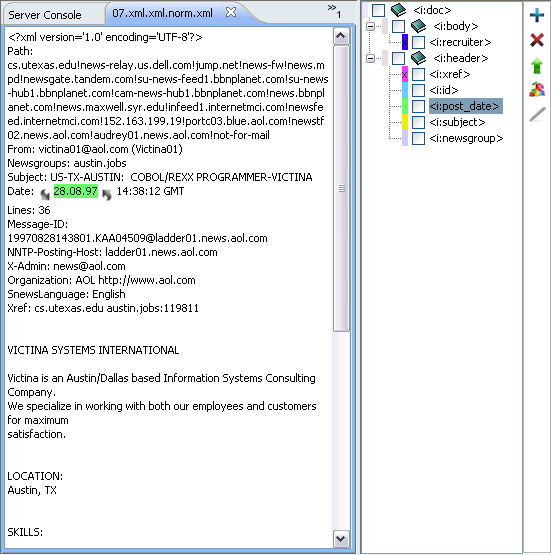 Server Console
07.xml.xml.norm.xml
»1
<?xml version='1.0' encoding='UTF-8'?>
Path:
cs.utexas.edu!news-relay.us.dell.com!jump.net!news-fw!news.m
pd!newsgate.tandem.com!su-news-feed1.bbnplanet.com!su-news
-hub1.bbnplanet.com!cam-news-hub1.bbnplanet.com!news.bbnpl
anet.com!news.maxwell.syr.edu!infeed1.internetmci.com!newsfe
ed.internetmci.com!152.163.199.19!portc03.blue.aol.com!newstf
02.news.aol.com!audrey01.news.aol.com!not-for-mail
From: victina01@aol.com (Victina01)
Newsgroups: austin.jobs
Subject: US-TX-AUSTIN:  COBOL/REXX PROGRAMMER-VICTINA
Date: 28.08.97 14:38:12 GMT
Lines: 36
Message-ID:
19970828143801.KAA04509@ladder01.news.aol.com
NNTP-Posting-Host: ladder01.news.aol.com
X-Admin: news@aol.com
Organization: AOL http://www.aol.com
SnewsLanguage: English
Xref: cs.utexas.edu austin.jobs:119811
VICTINA SYSTEMS INTERNATIONAL
Victina is an Austin/Dallas based Information Systems Consulting
Company.
We specialize in working with both our employees and customers
for maximum
satisfaction.
LOCATION:
Austin, TX
SKILLS:
<i:doc>
<i:body>
x <i:recruiter>
<i:header>
x <i:xref>
<i:id>
<i:post_date>
<i:subject>
<i:newsgroup>